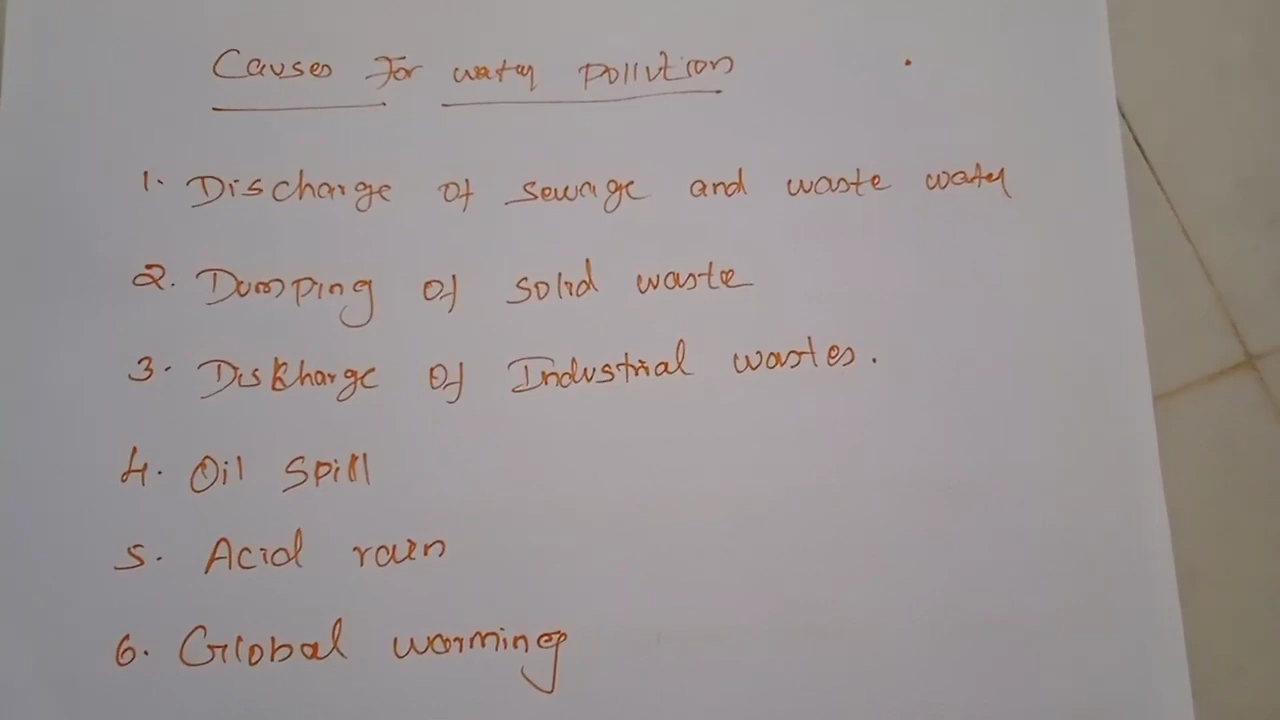 Causes For water pollution
1. Discharge of sewage and waste water
2. Dumping of solid waste
3. Discharge of Industrial wastes.
4. Oil Spill
5. Acid rain
6. Global warming